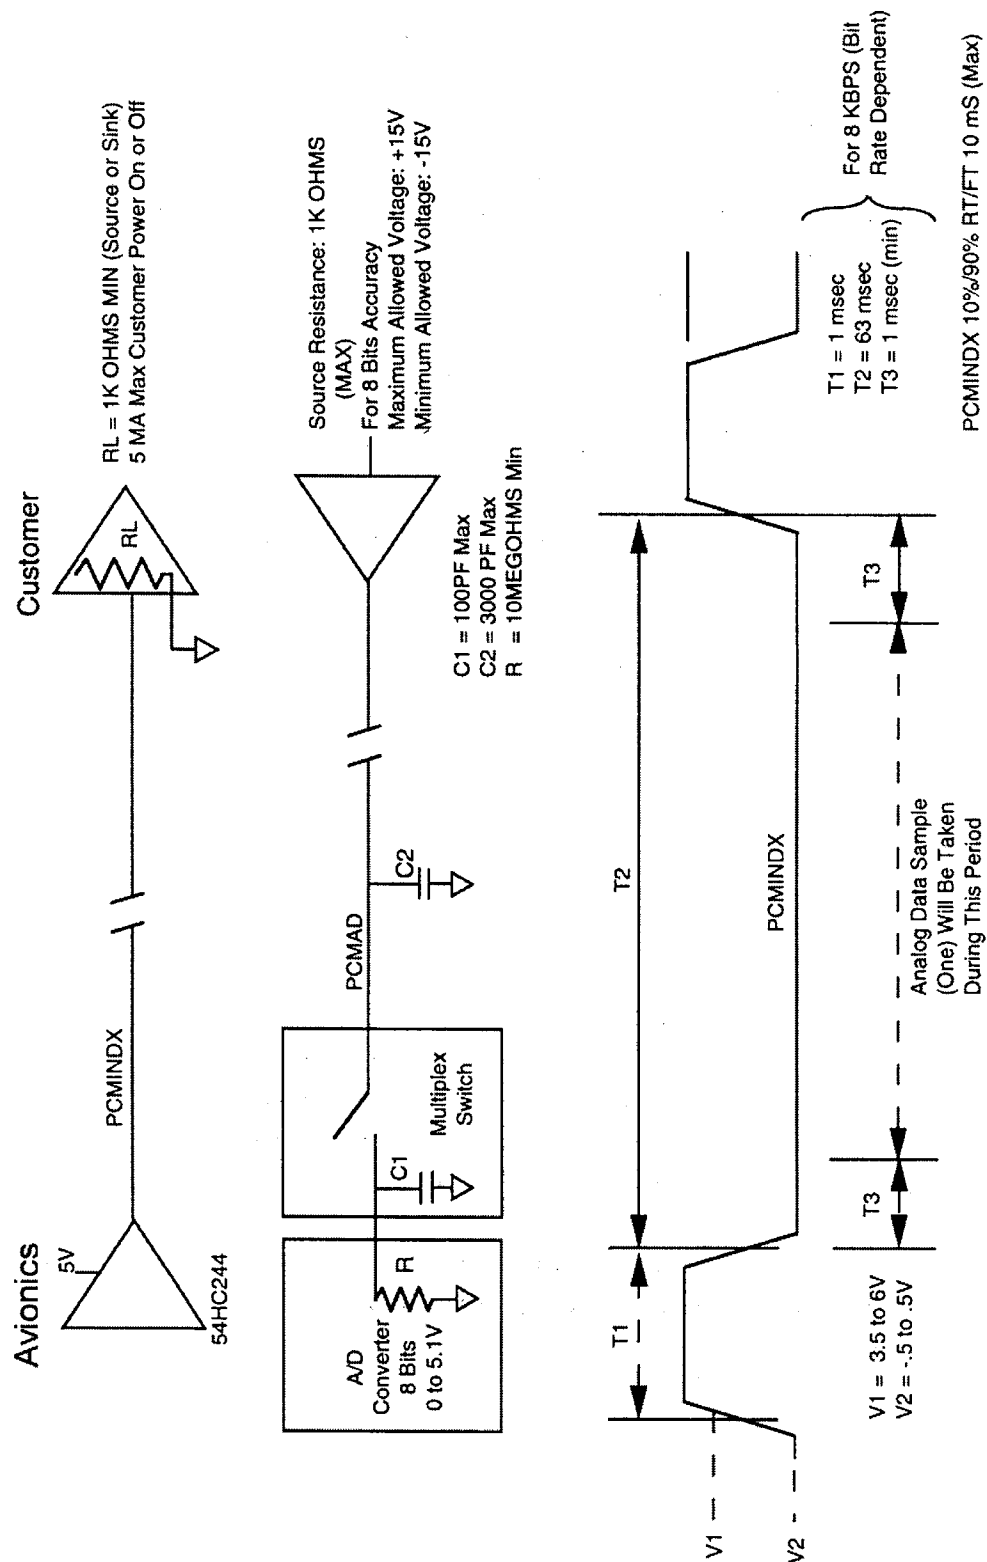 Avionics
Customer
5V
54HC244
PCMINDX
RL
RL = 1K OHMS MIN (Source or Sink)
5 MA Max Customer Power On or Off
A/D
Converter
8 Bits
0 to 5.1V
R
C1
Multiplex
Switch
PCMAD
C2
Source Resistance: 1K OHMS
(MAX)
For 8 Bits Accuracy
Maximum Allowed Voltage: +15V
Minimum Allowed Voltage: -15V
C1 = 100PF Max
C2 = 3000 PF Max
R = 10MEGOHMS Min
T1
T2
V1
V2
PCMINDX
T1 = 1 msec
T2 = 63 msec
T3 = 1 msec (min)
For 8 KBPS (Bit
Rate Dependent)
V1 = 3.5 to 6V
V2 = -.5 to .5V
T3
Analog Data Sample
(One) Will Be Taken
During This Period
T3
PCMINDX 10%/90% RT/FT 10 mS (Max)